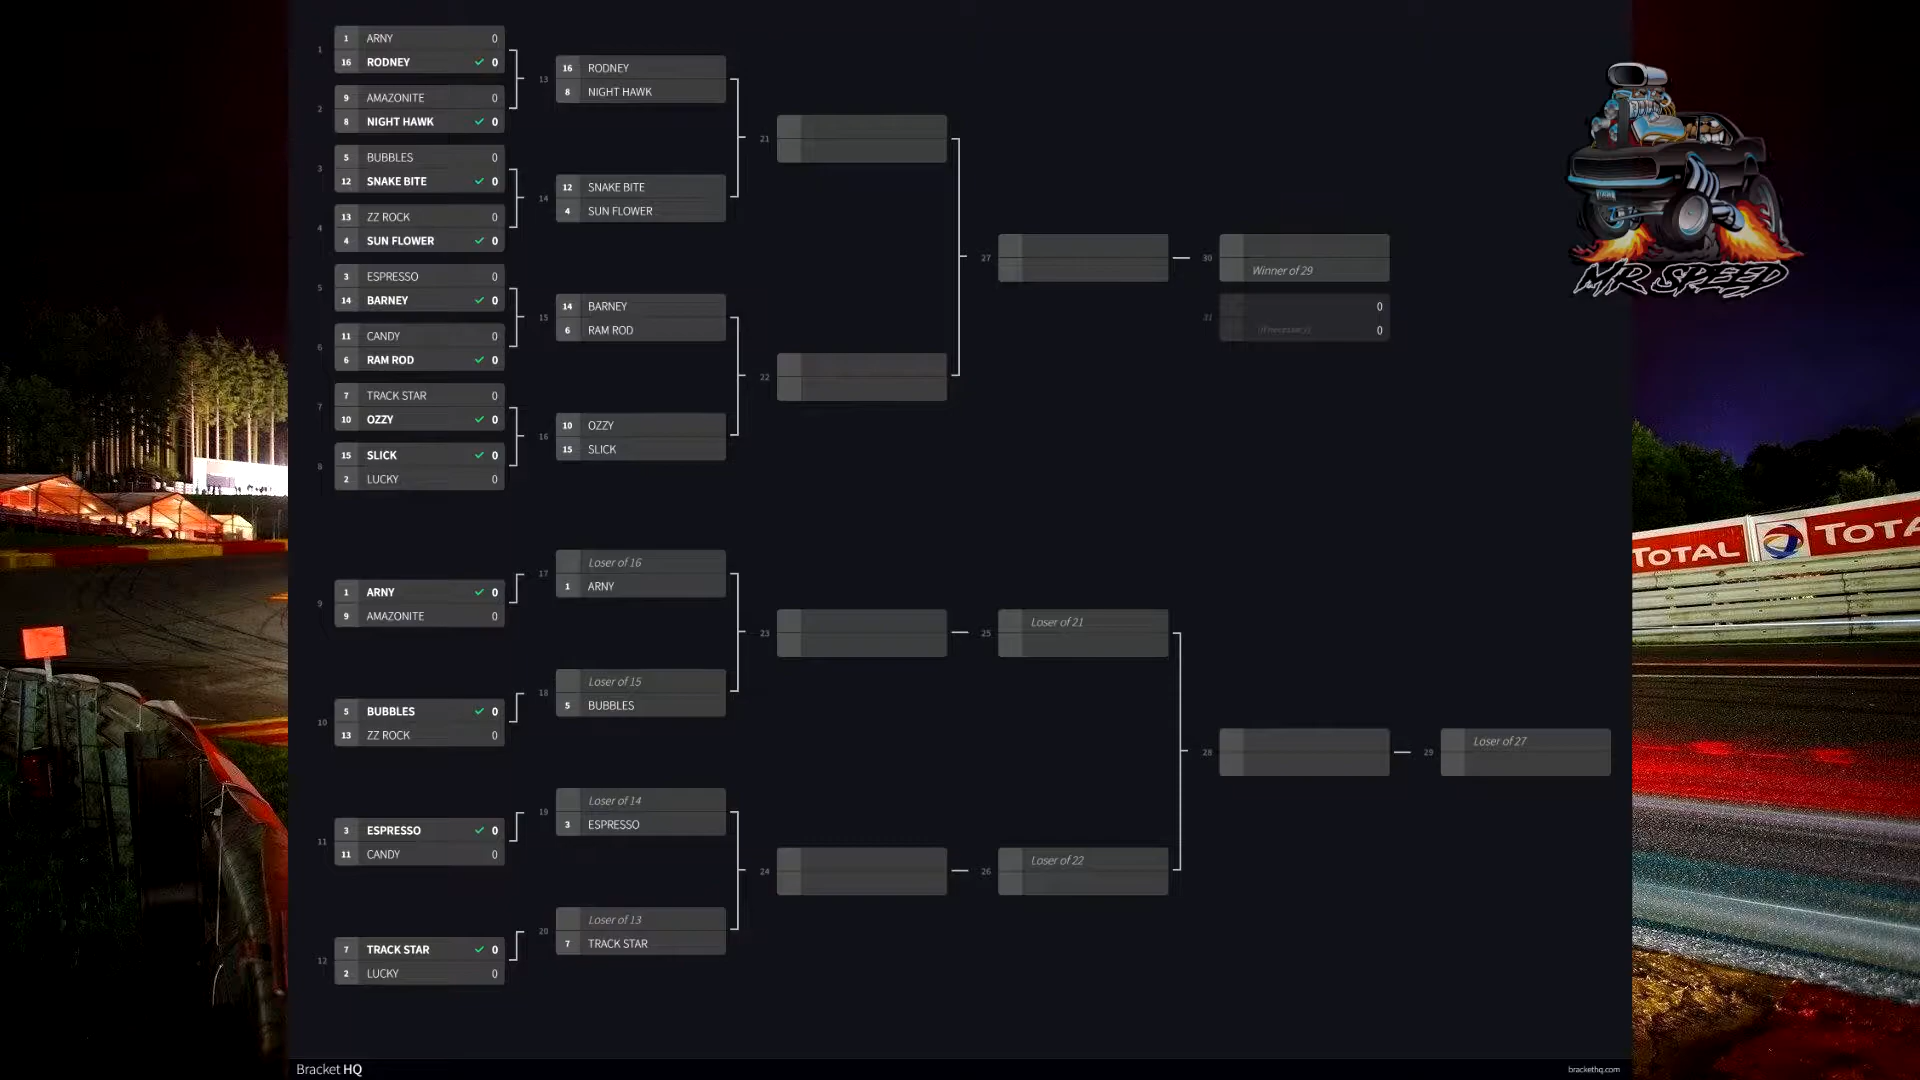 1 ARNY 0
1
16 RODNEY ✓ 0
9 AMAZONITE 0
2
8 NIGHT HAWK ✓ 0
5 BUBBLES 0
3
12 SNAKE BITE ✓ 0
13 ZZ ROCK 0
4
4 SUN FLOWER ✓ 0
3 ESPRESSO 0
5
14 BARNEY ✓ 0
11 CANDY 0
6
6 RAM ROD ✓ 0
7 TRACK STAR 0
7
10 OZZY ✓ 0
15 SLICK ✓ 0
8
2 LUCKY 0
16 RODNEY
13
8 NIGHT HAWK
12 SNAKE BITE
14
4 SUN FLOWER
14 BARNEY
15
6 RAM ROD
10 OZZY
16
15 SLICK
21
22
27
30
Winner of 29
0
31
(if necessary) 0
1 ARNY ✓ 0
9
9 AMAZONITE 0
5 BUBBLES ✓ 0
10
13 ZZ ROCK 0
3 ESPRESSO ✓ 0
11
11 CANDY 0
7 TRACK STAR ✓ 0
12
2 LUCKY 0
Loser of 16
17
1 ARNY
Loser of 15
18
5 BUBBLES
Loser of 14
19
3 ESPRESSO
Loser of 13
20
7 TRACK STAR
23
24
Loser of 21
25
Loser of 22
26
28
Loser of 27
29
MR SPEED
TOTAL
TOTA
Bracket HQ
brackethq.com